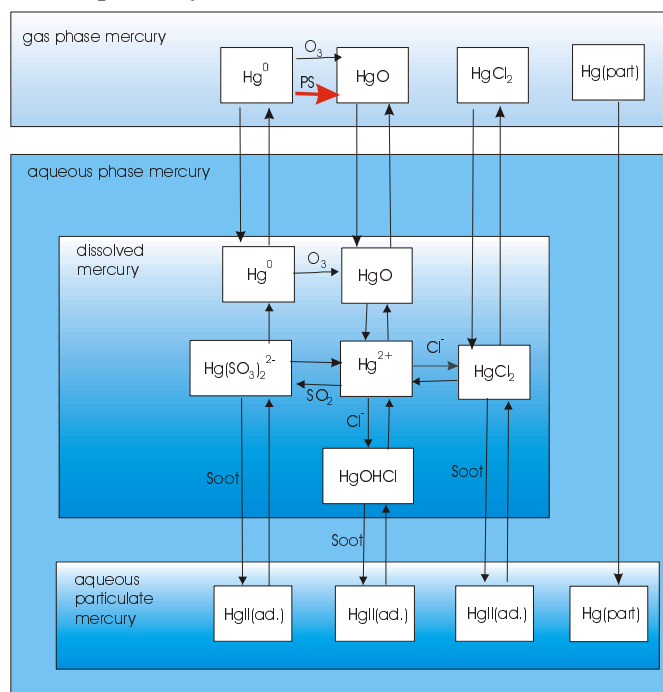 gas phase mercury
O₃
Hg⁰
PS
HgO
HgCl₂
Hg(part)
aqueous phase mercury
dissolved
mercury
Hg⁰
O₃
HgO
Hg(SO₃)₂²⁻
Hg²⁺
Cl⁻
HgCl₂
SO₂
Cl⁻
HgOHCl
Soot
Soot
Soot
aqueous
particulate
mercury
HgII(ad.)
HgII(ad.)
HgII(ad.)
Hg(part)